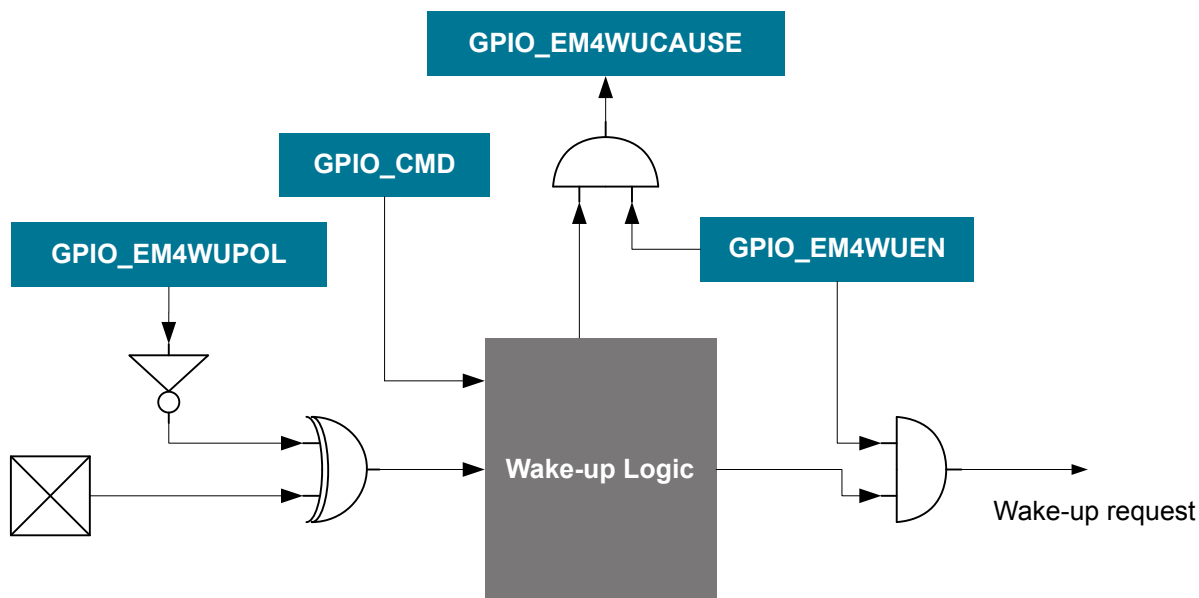 GPIO_EM4WUCAUSE
GPIO_CMD
GPIO_EM4WUPOL
GPIO_EM4WUEN
Wake-up Logic
Wake-up request